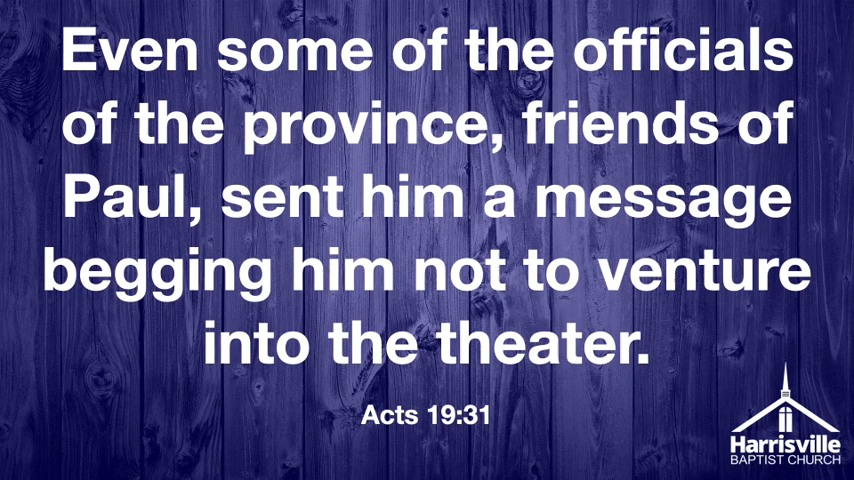 Even some of the officials
of the province, friends of
Paul, sent him a message
begging him not to venture
into the theater.
Acts 19:31
Harrisville
BAPTIST CHURCH